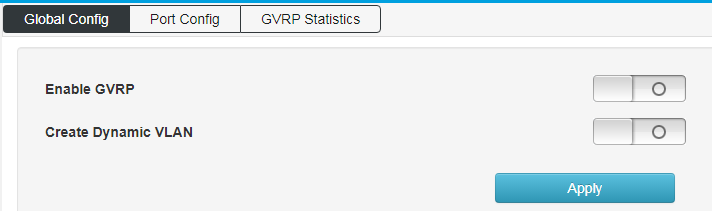 Global Config Port Config GVRP Statistics
Enable GVRP
Create Dynamic VLAN
Apply